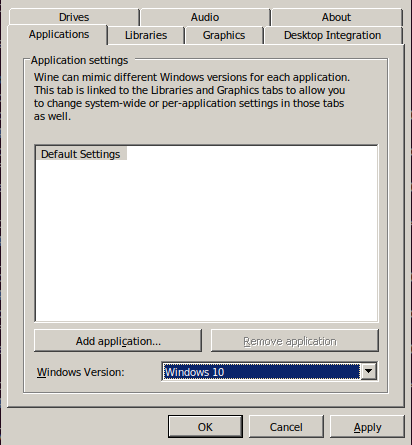 Drives
Audio
About
Applications
Libraries
Graphics
Desktop Integration
Application settings
Wine can mimic different Windows versions for each application.
This tab is linked to the Libraries and Graphics tabs to allow you
to change system-wide or per-application settings in those tabs
as well.
Default Settings
Add application...
Remove application
Windows Version:
Windows 10
OK
Cancel
Apply